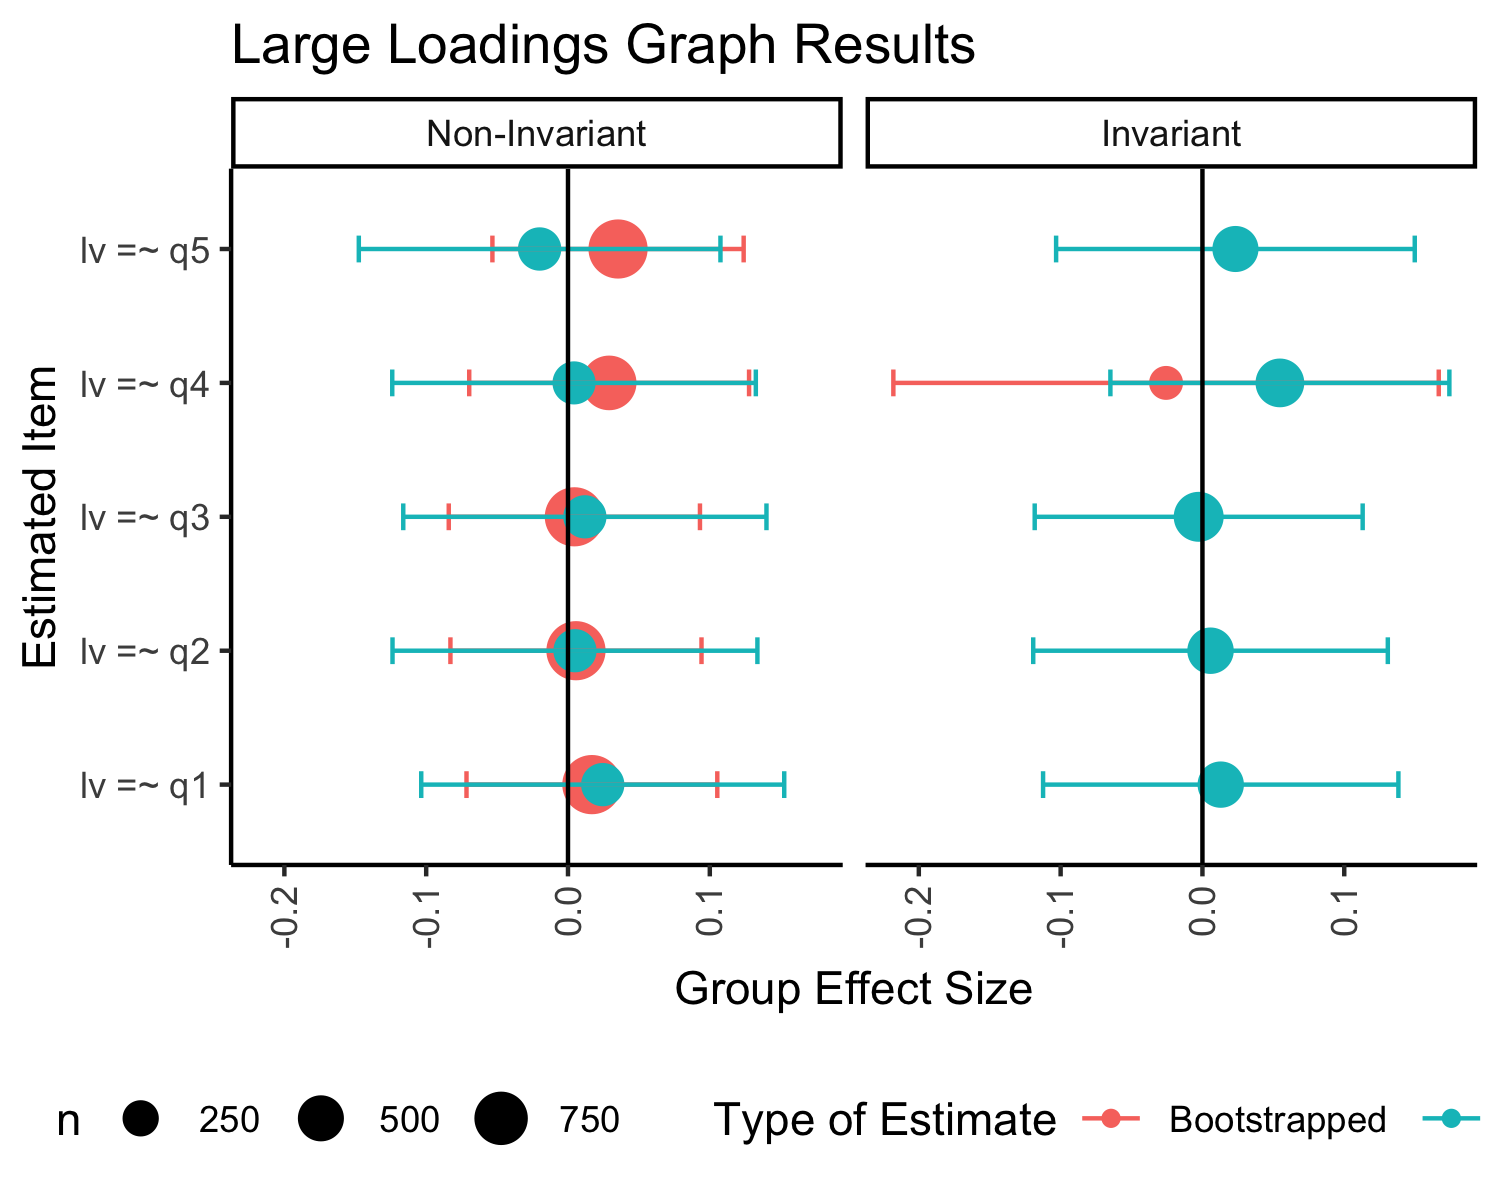 Large Loadings Graph Results
Non-Invariant Invariant
Estimated Item
lv =~ q5
lv =~ q4
lv =~ q3
lv =~ q2
lv =~ q1
-0.2 -0.1 0.0 0.1 -0.2 -0.1 0.0 0.1
Group Effect Size
n 250 500 750 Type of Estimate Bootstrapped